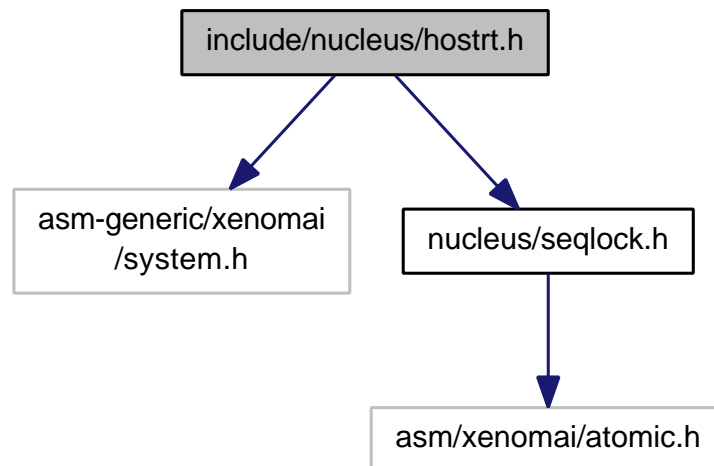 include/nucleus/hostrt.h
asm-generic/xenomai
/system.h
nucleus/seqlock.h
asm/xenomai/atomic.h